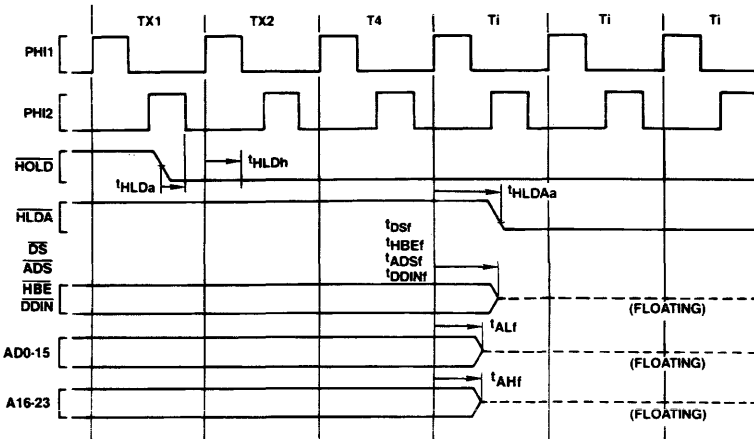 TX1 TX2 T4 Ti Ti Ti
PHI1
PHI2
HOLD
tHLDa
tHLDh
HLDA
tHLDAa
DS
ADS
HBE
DDIN
tDSf
tHBEf
tADSf
tDDINf
(FLOATING)
AD0-15
tALf
(FLOATING)
A16-23
tAHf
(FLOATING)